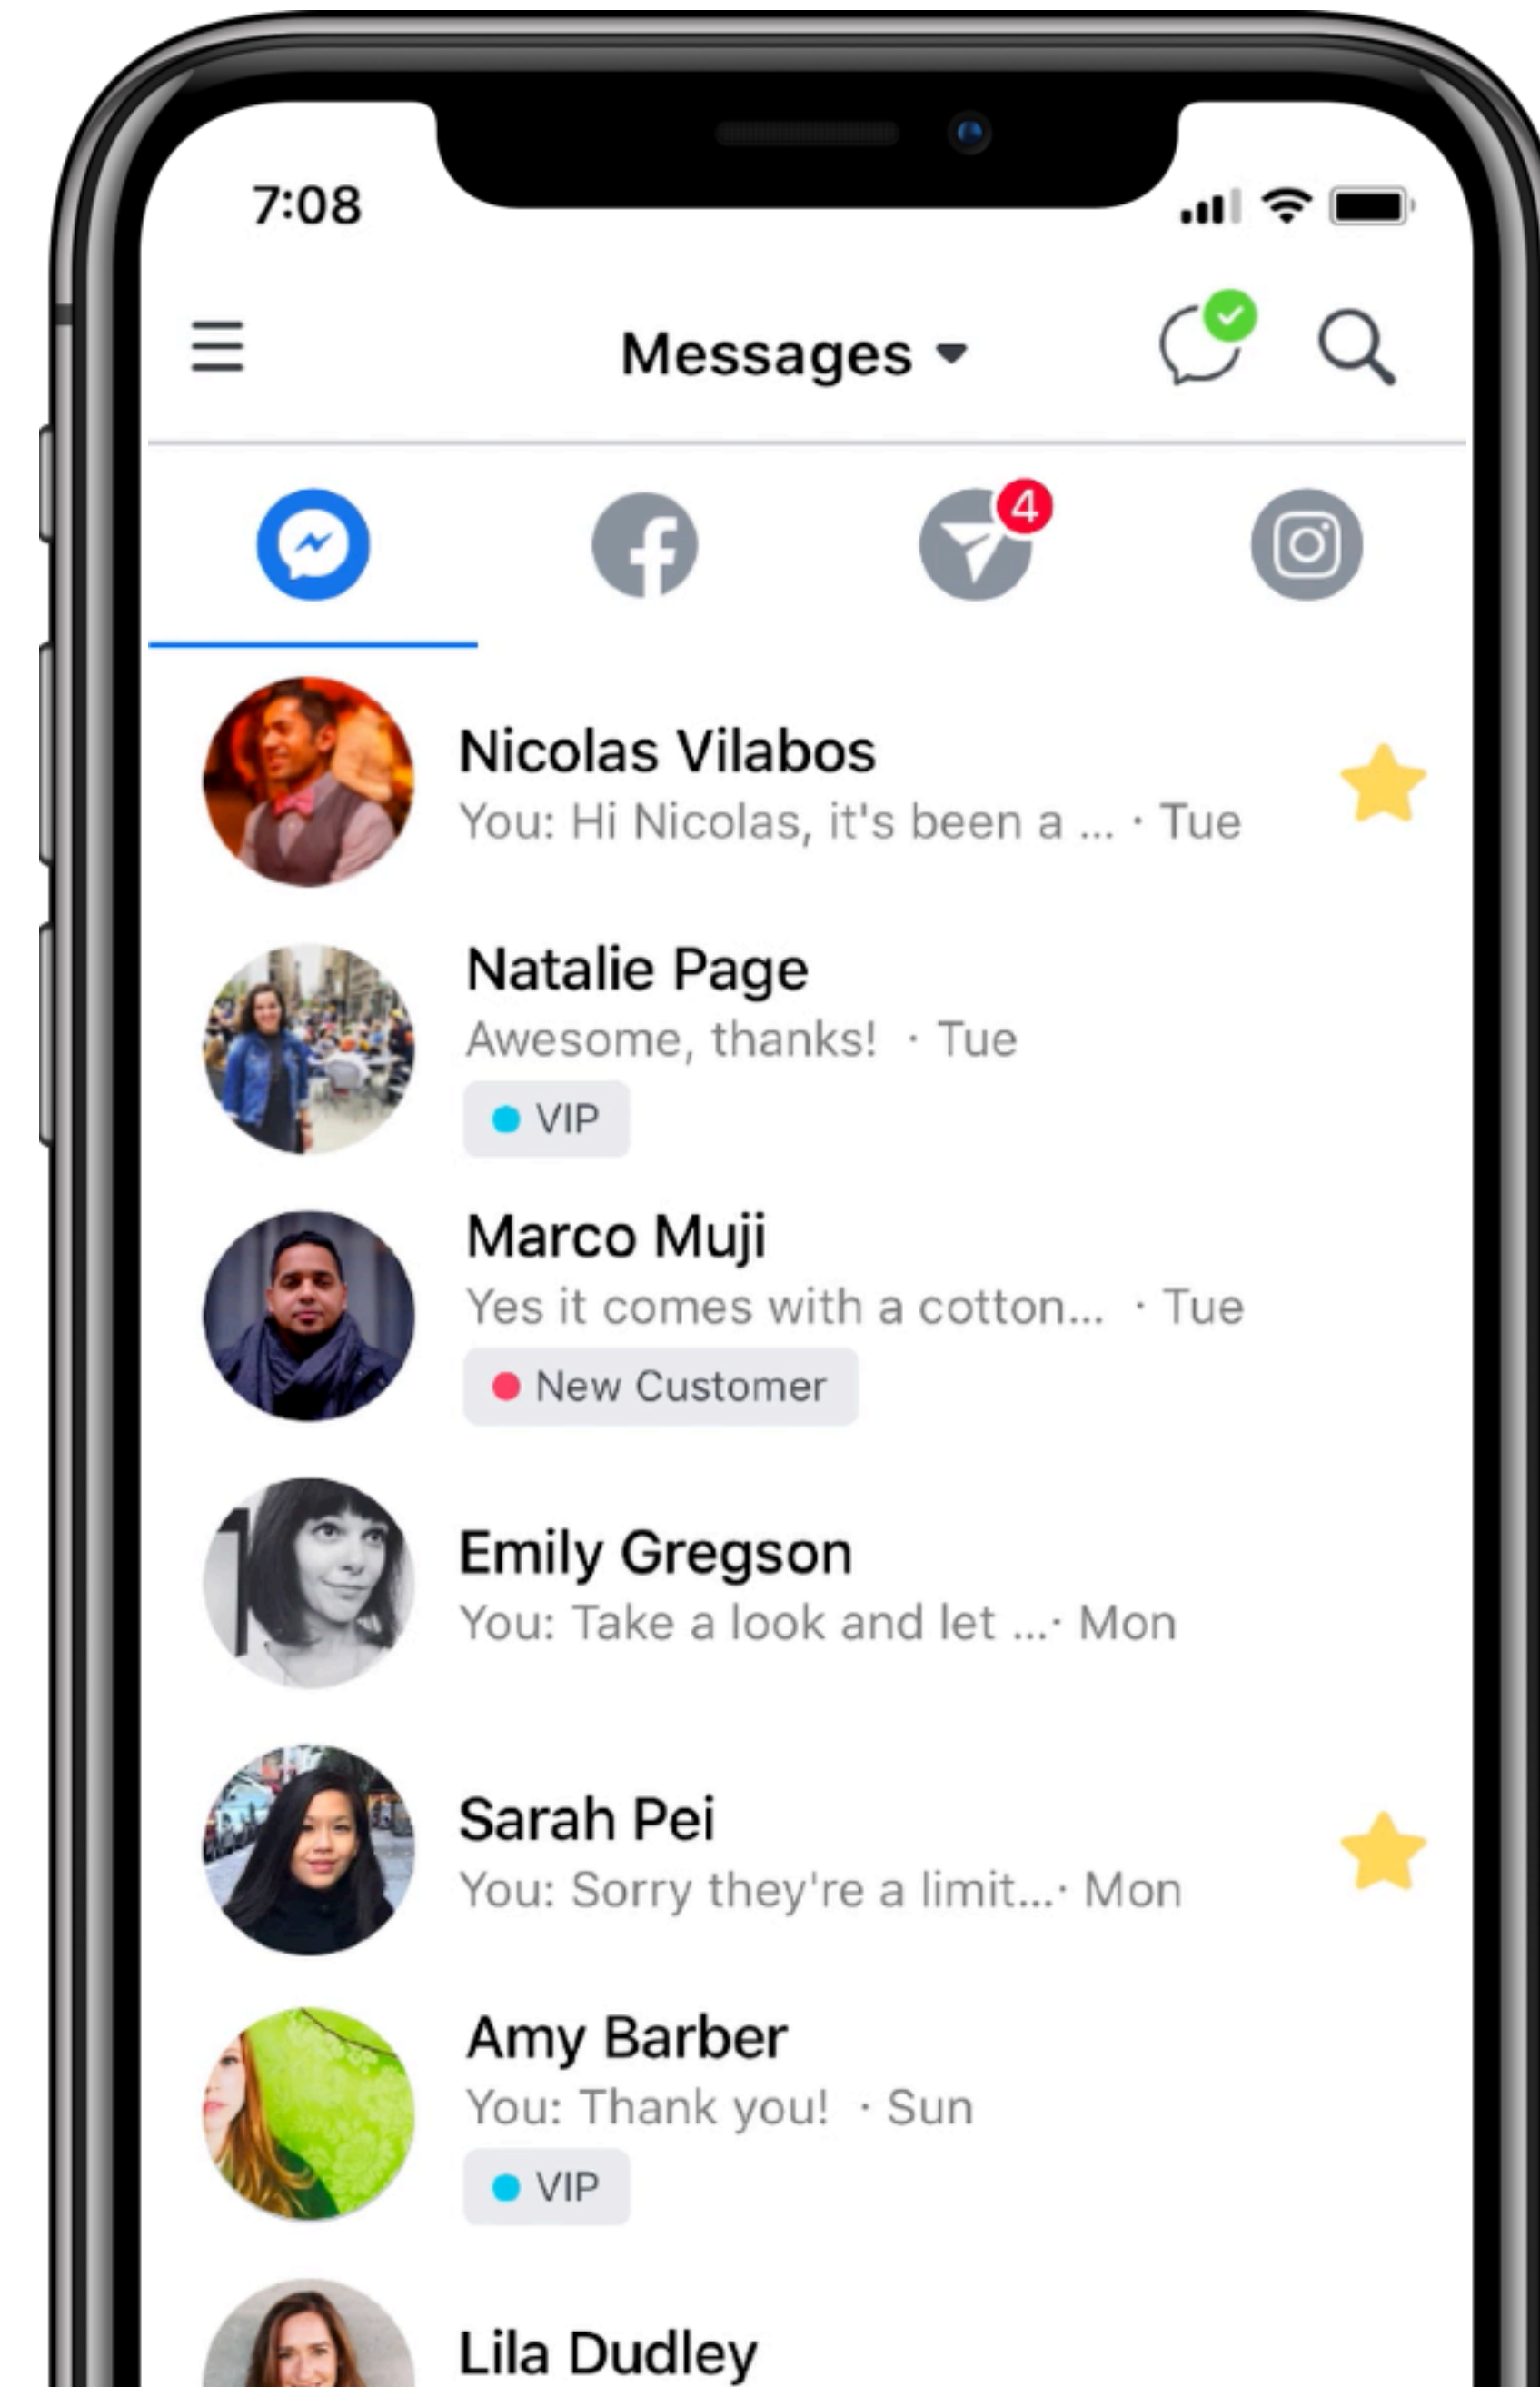 7:08
Messages
4
Nicolas Vilabos
You: Hi Nicolas, it's been a ... · Tue
Natalie Page
Awesome, thanks! · Tue
VIP
Marco Muji
Yes it comes with a cotton... · Tue
New Customer
Emily Gregson
You: Take a look and let ...· Mon
Sarah Pei
You: Sorry they're a limit...· Mon
Amy Barber
You: Thank you! · Sun
VIP
Lila Dudley